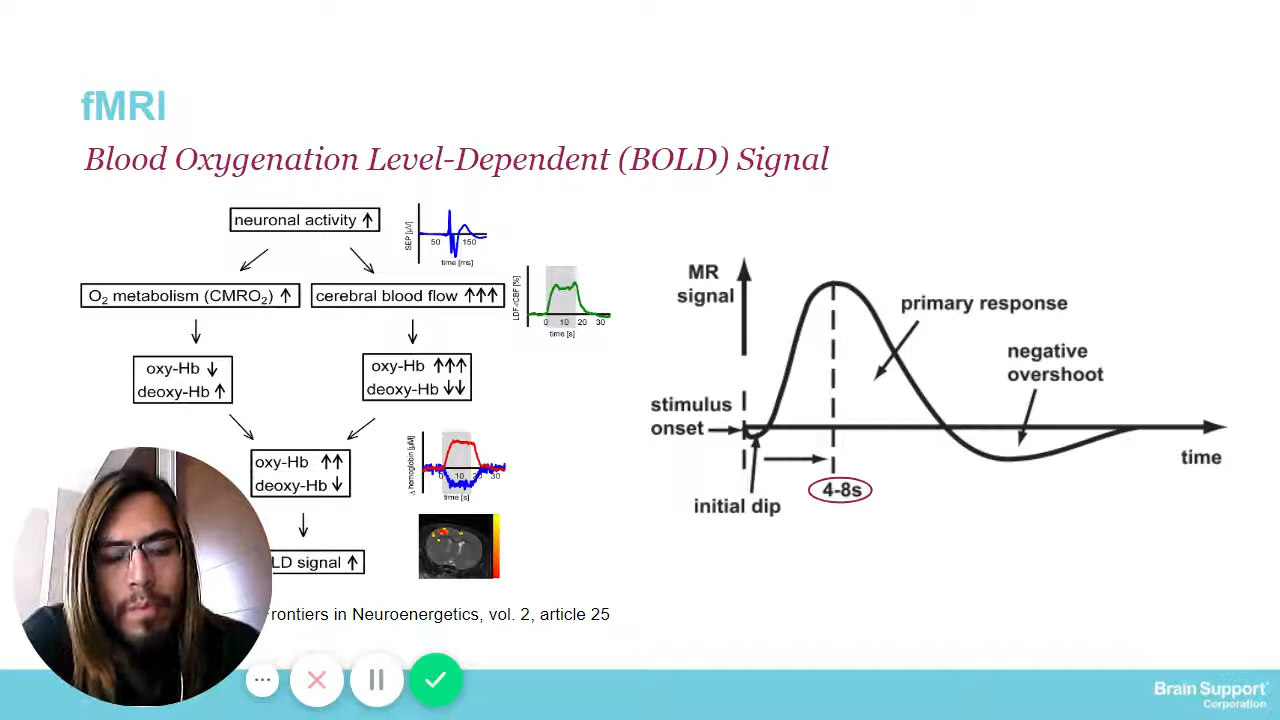 fMRI
Blood Oxygenation Level-Dependent (BOLD) Signal
neuronal activity ↑
SEP [µV]
50 150
time [ms]
O₂ metabolism (CMRO₂) ↑
cerebral blood flow ↑↑↑
LDF-rCBF [%]
0 10 20 30
time [s]
oxy-Hb ↓
deoxy-Hb ↑
oxy-Hb ↑↑↑
deoxy-Hb ↓↓
oxy-Hb ↑↑
deoxy-Hb ↓
Δ hemoglobin [µM]
0 10 20 30
time [s]
LD signal ↑
Frontiers in Neuroenergetics, vol. 2, article 25
MR
signal
primary response
negative
overshoot
stimulus
onset
time
4-8s
initial dip
Brain Support
Corporation